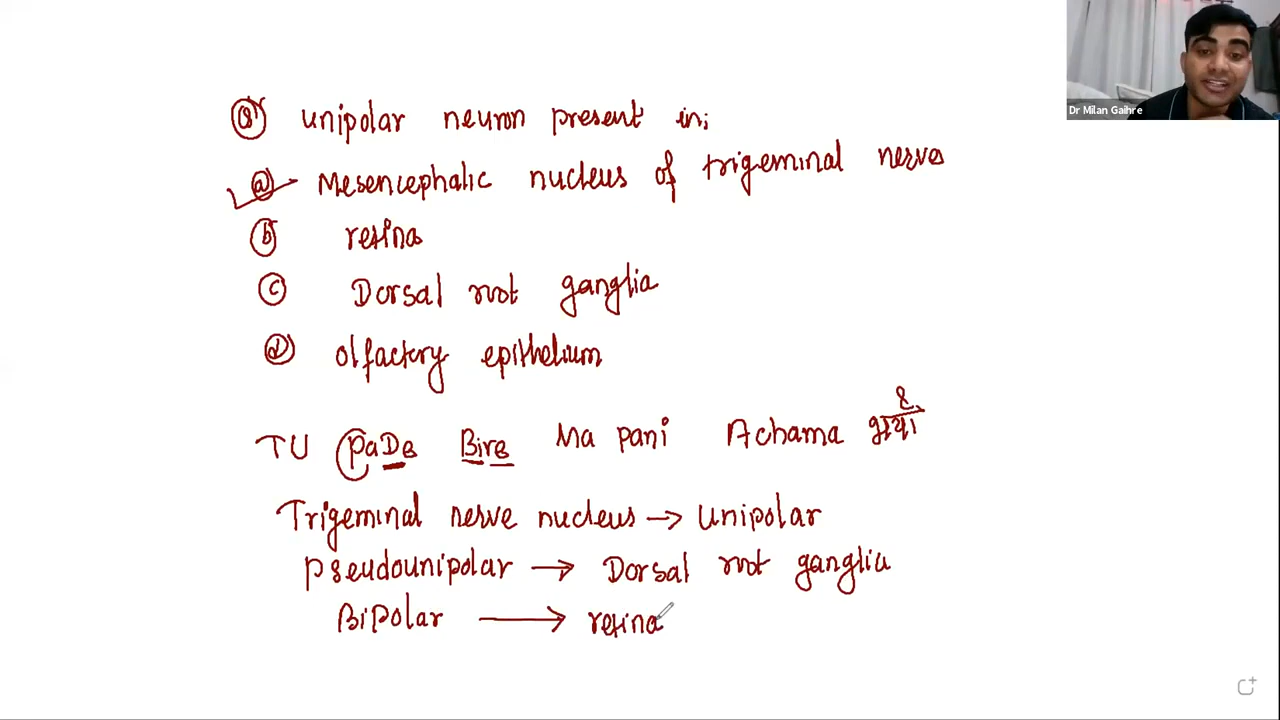 Dr Milan Gaihre
Q unipolar neuron present in;
a mesencephalic nucleus of trigeminal nerve
b retina
c Dorsal root ganglia
d olfactory epithelium
TU PaDe Bire Ma pani Achama
Trigeminal nerve nucleus → unipolar
pseudounipolar → Dorsal root ganglia
Bipolar → retina